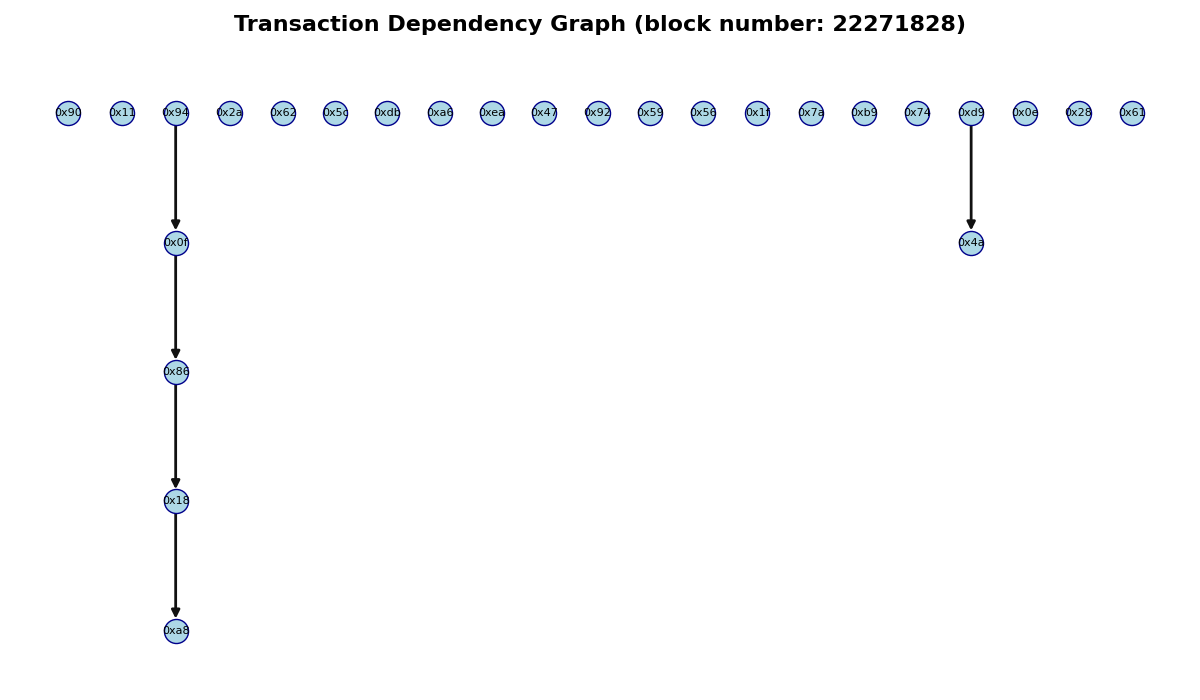 Transaction Dependency Graph (block number: 22271828)
0x90 0x11 0x94 0x2a 0x62 0x5c 0xdb 0xa6 0xea 0x47 0x92 0x59 0x56 0x1f 0x7a 0xb9 0x74 0xd9 0x0e 0x28 0x61
0x0f 0x4a
0x86
0x18
0xa8